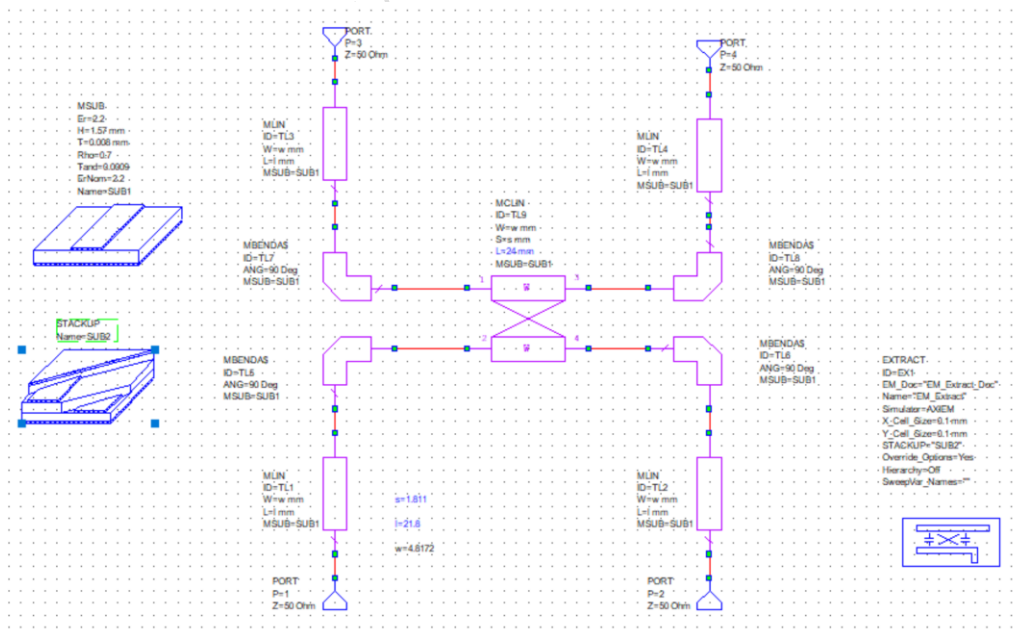 PORT
P=3
Z=50 Ohm
PORT
P=4
Z=50 Ohm
MSUB
Er=2.2
H=1.57 mm
T=0.008 mm
Rho=0.7
Tand=0.0009
ErNom=2.2
Name=SUB1
MLIN
ID=TL3
W=w mm
L=l mm
MSUB=SUB1
MLIN
ID=TL4
W=w mm
L=l mm
MSUB=SUB1
MCLIN
ID=TL9
W=w mm
S=s mm
L=24 mm
MSUB=SUB1
MBENDA$
ID=TL7
ANG=90 Deg
MSUB=SUB1
MBENDA$
ID=TL8
ANG=90 Deg
MSUB=SUB1
1
3
W
2
4
W
STACKUP
Name=SUB2
MBENDA$
ID=TL5
ANG=90 Deg
MSUB=SUB1
MBENDA$
ID=TL6
ANG=90 Deg
MSUB=SUB1
EXTRACT
ID=EX1
EM_Doc="EM_Extract_Doc"
Name="EM_Extract"
Simulator=AXIEM
X_Cell_Size=0.1 mm
Y_Cell_Size=0.1 mm
STACKUP="SUB2"
Override_Options=Yes
Hierarchy=Off
SweepVar_Names=""
MLIN
ID=TL1
W=w mm
L=l mm
MSUB=SUB1
s=1.811
l=21.8
w=4.8172
MLIN
ID=TL2
W=w mm
L=l mm
MSUB=SUB1
PORT
P=1
Z=50 Ohm
PORT
P=2
Z=50 Ohm